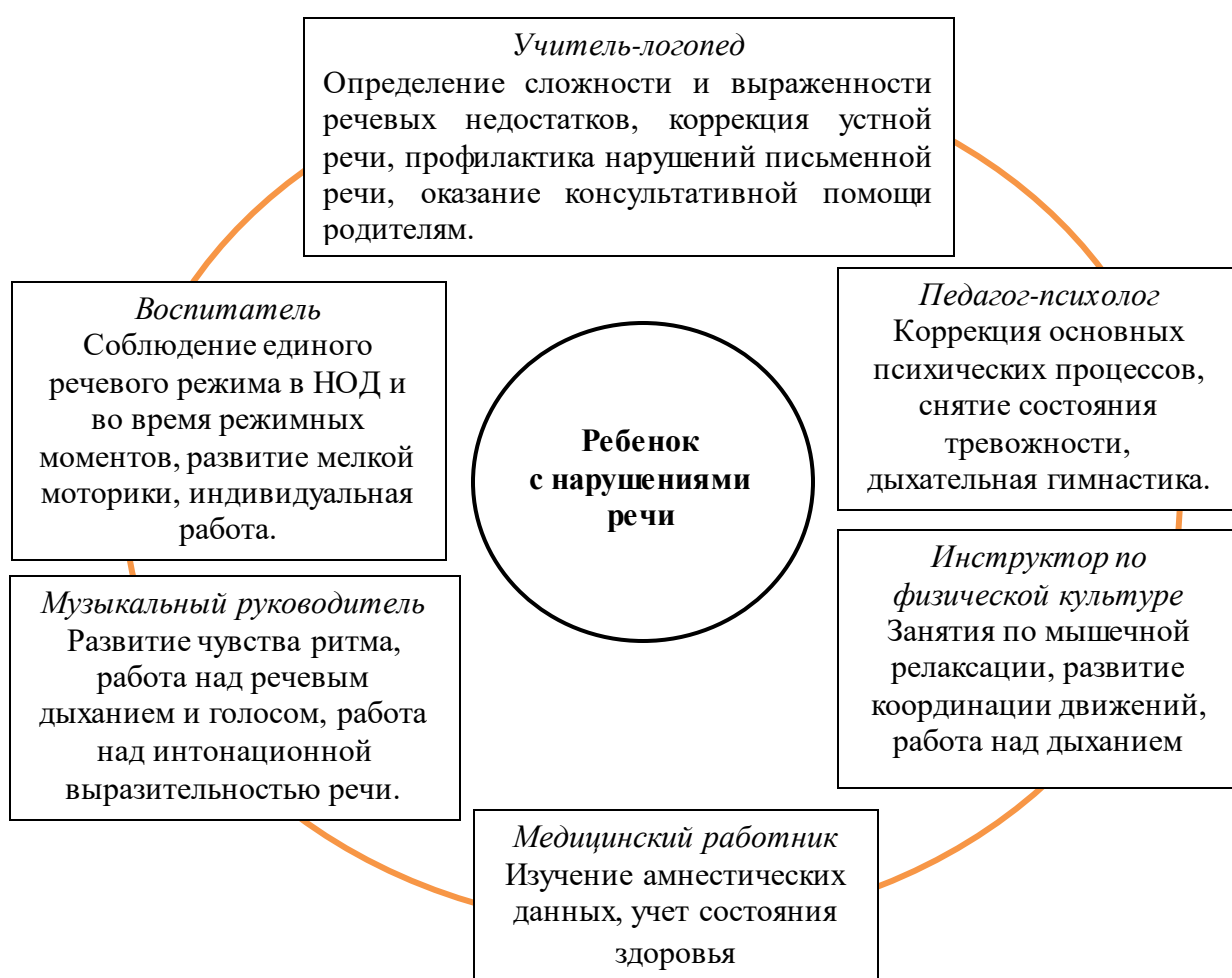 Учитель-логопед
Определение сложности и выраженности
речевых недостатков, коррекция устной
речи, профилактика нарушений письменной
речи, оказание консультативной помощи
родителям.
Воспитатель
Соблюдение единого
речевого режима в НОД и
во время режимных
моментов, развитие мелкой
моторики, индивидуальная
работа.
Педагог-психолог
Коррекция основных
психических процессов,
снятие состояния
тревожности,
дыхательная гимнастика.
Ребенок
с нарушениями
речи
Музыкальный руководитель
Развитие чувства ритма,
работа над речевым
дыханием и голосом, работа
над интонационной
выразительностью речи.
Инструктор по
физической культуре
Занятия по мышечной
релаксации, развитие
координации движений,
работа над дыханием
Медицинский работник
Изучение амнестических
данных, учет состояния
здоровья